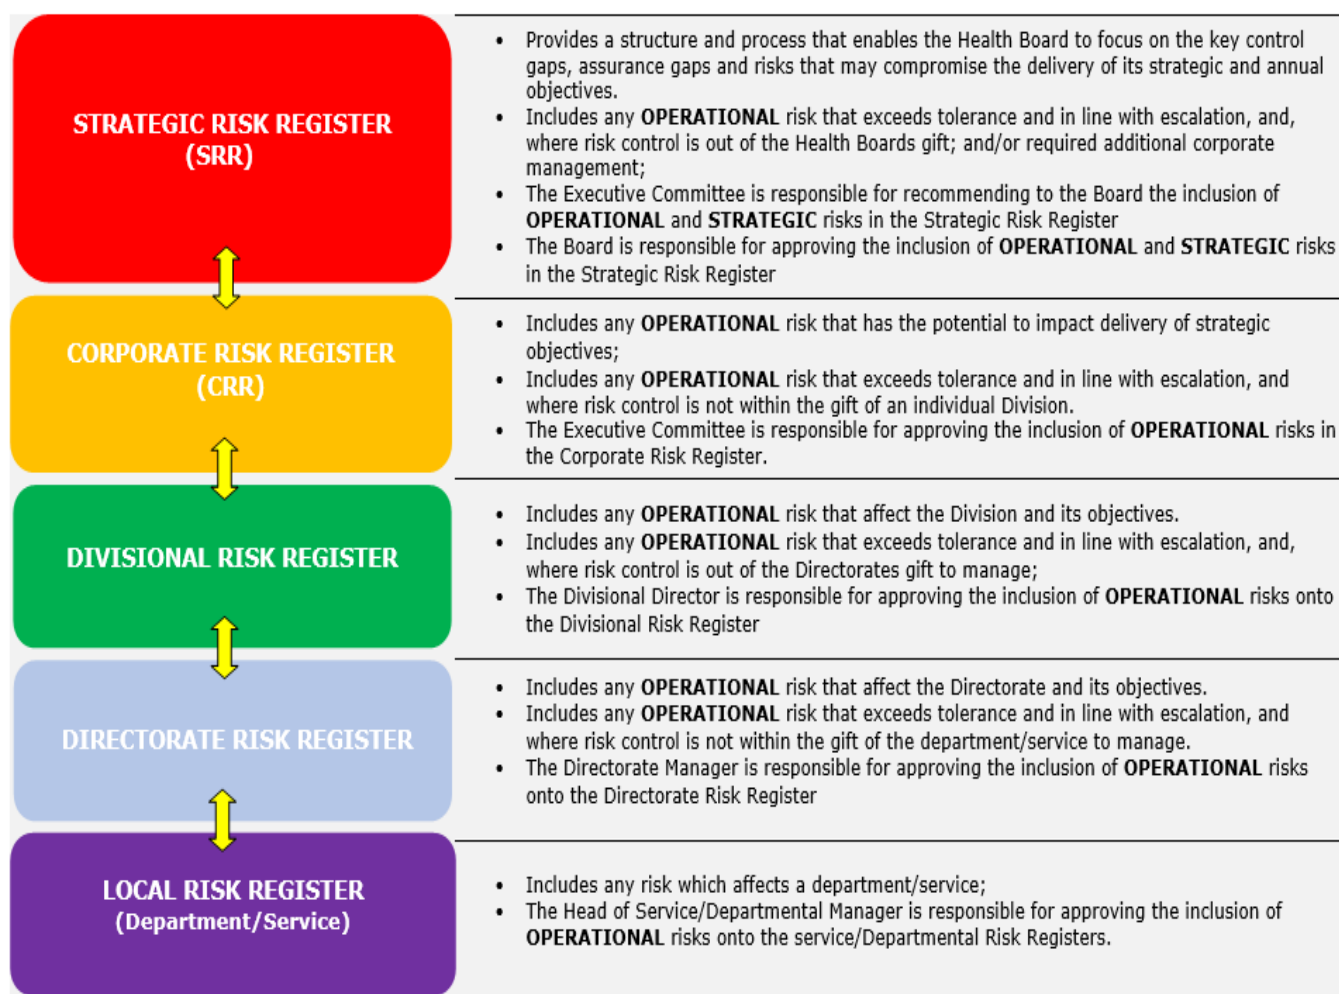 STRATEGIC RISK REGISTER
(SRR)
• Provides a structure and process that enables the Health Board to focus on the key control
gaps, assurance gaps and risks that may compromise the delivery of its strategic and annual
objectives.
• Includes any OPERATIONAL risk that exceeds tolerance and in line with escalation, and,
where risk control is out of the Health Boards gift; and/or required additional corporate
management;
• The Executive Committee is responsible for recommending to the Board the inclusion of
OPERATIONAL and STRATEGIC risks in the Strategic Risk Register
• The Board is responsible for approving the inclusion of OPERATIONAL and STRATEGIC risks
in the Strategic Risk Register
CORPORATE RISK REGISTER
(CRR)
• Includes any OPERATIONAL risk that has the potential to impact delivery of strategic
objectives;
• Includes any OPERATIONAL risk that exceeds tolerance and in line with escalation, and
where risk control is not within the gift of an individual Division.
• The Executive Committee is responsible for approving the inclusion of OPERATIONAL risks in
the Corporate Risk Register.
DIVISIONAL RISK REGISTER
• Includes any OPERATIONAL risk that affect the Division and its objectives.
• Includes any OPERATIONAL risk that exceeds tolerance and in line with escalation, and,
where risk control is out of the Directorates gift to manage;
• The Divisional Director is responsible for approving the inclusion of OPERATIONAL risks onto
the Divisional Risk Register
DIRECTORATE RISK REGISTER
• Includes any OPERATIONAL risk that affect the Directorate and its objectives.
• Includes any OPERATIONAL risk that exceeds tolerance and in line with escalation, and
where risk control is not within the gift of the department/service to manage.
• The Directorate Manager is responsible for approving the inclusion of OPERATIONAL risks
onto the Directorate Risk Register
LOCAL RISK REGISTER
(Department/Service)
• Includes any risk which affects a department/service;
• The Head of Service/Departmental Manager is responsible for approving the inclusion of
OPERATIONAL risks onto the service/Departmental Risk Registers.